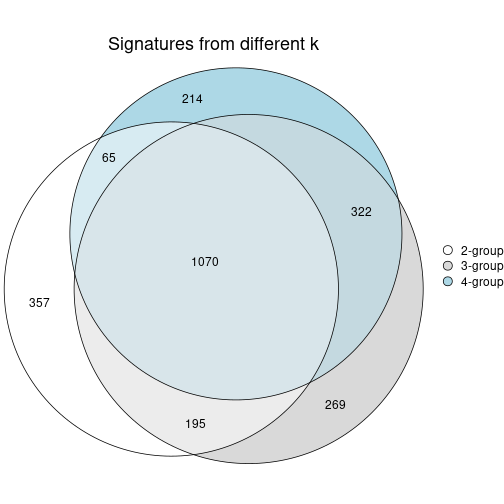 Signatures from different k
214
65
322
1070
357
269
195
2-group
3-group
4-group